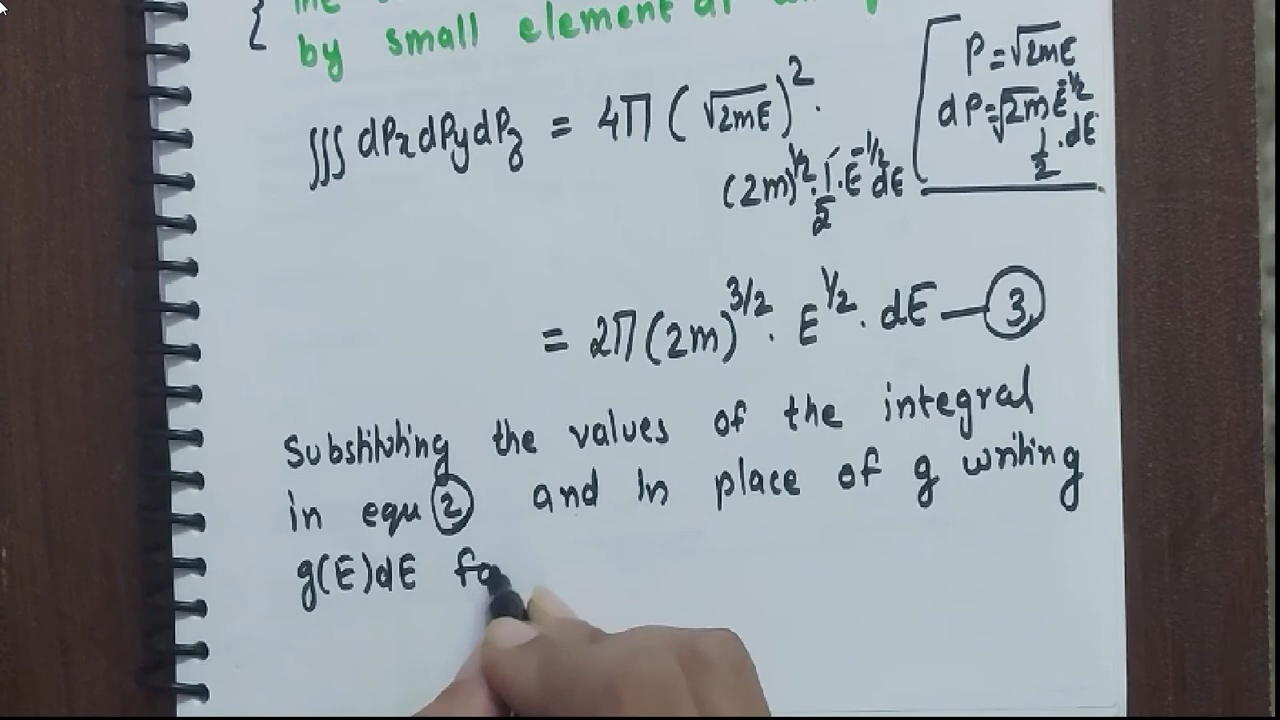 by small element
∭ dPx dPy dPz = 4Π ( √2mE )² .
(2m)^1/2 . 1/2 . E^-1/2 dE
P = √2mE
dP = √2m E^-1/2
1/2 . dE
= 2Π (2m)^3/2 . E^1/2 . dE — ③
Substituting the values of the integral
in equ ② and in place of g writing
g(E)dE